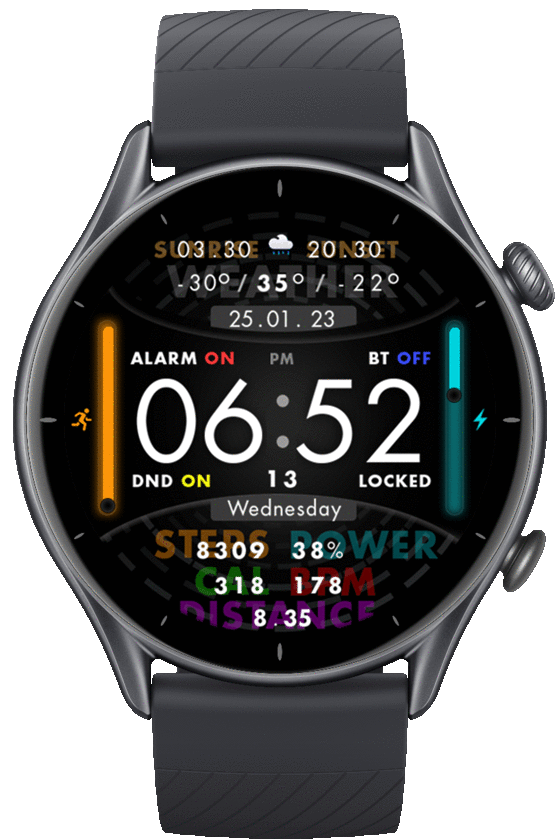 SUNRISE SUNSET
03:30 20.30
WEATHER
-30° / 35° / -22°
25.01. 23
ALARM ON PM BT OFF
06:52
DND ON 13 LOCKED
Wednesday
STEPS POWER
8309 38%
CAL BPM
318 178
DISTANCE
8.35